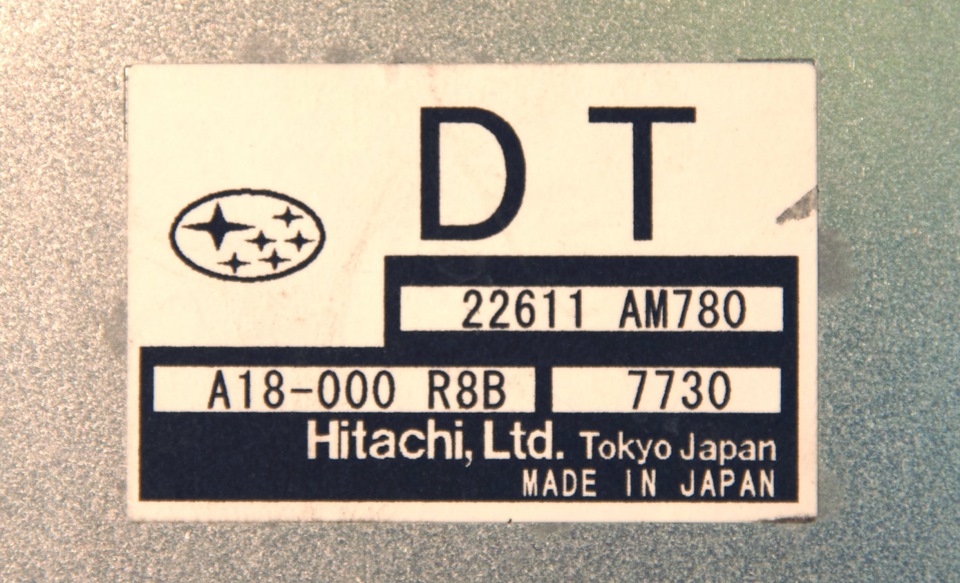 DT
22611 AM780
A18-000 R8B 7730
Hitachi, Ltd. Tokyo Japan
MADE IN JAPAN